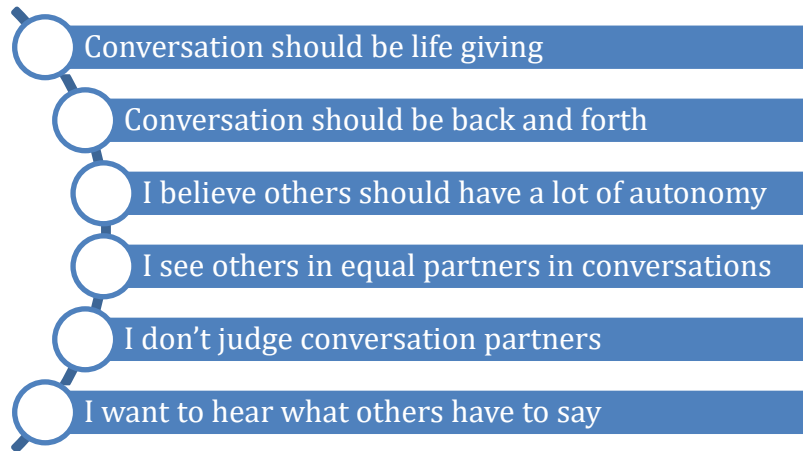 Conversation should be life giving
Conversation should be back and forth
I believe others should have a lot of autonomy
I see others in equal partners in conversations
I don’t judge conversation partners
I want to hear what others have to say